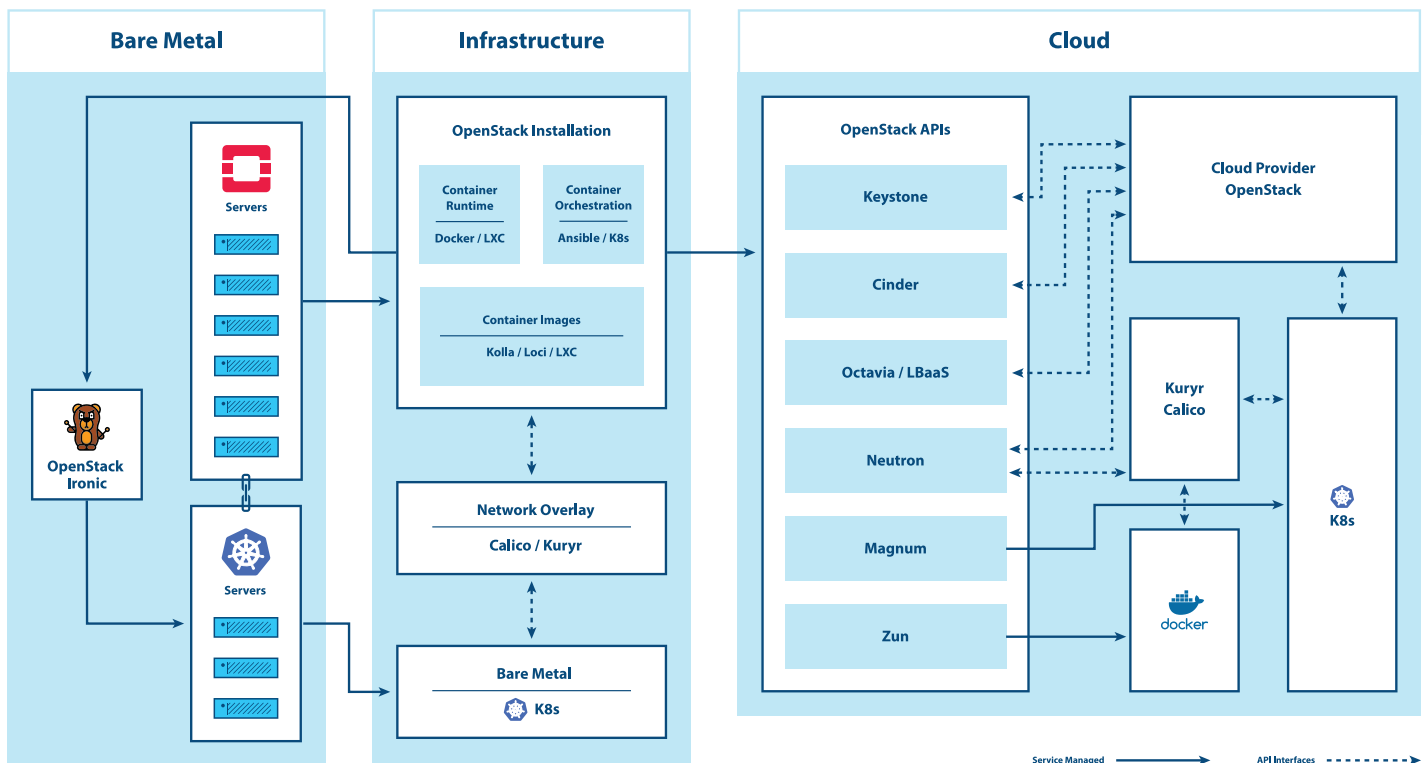 Bare Metal
Servers
OpenStack
Ironic
Servers
Infrastructure
OpenStack Installation
Container
Runtime
Docker / LXC
Container
Orchestration
Ansible / K8s
Container Images
Kolla / Loci / LXC
Network Overlay
Calico / Kuryr
Bare Metal
K8s
Cloud
OpenStack APIs
Keystone
Cinder
Octavia / LBaaS
Neutron
Magnum
Zun
Cloud Provider
OpenStack
Kuryr
Calico
docker
K8s
Service Managed
API Interfaces